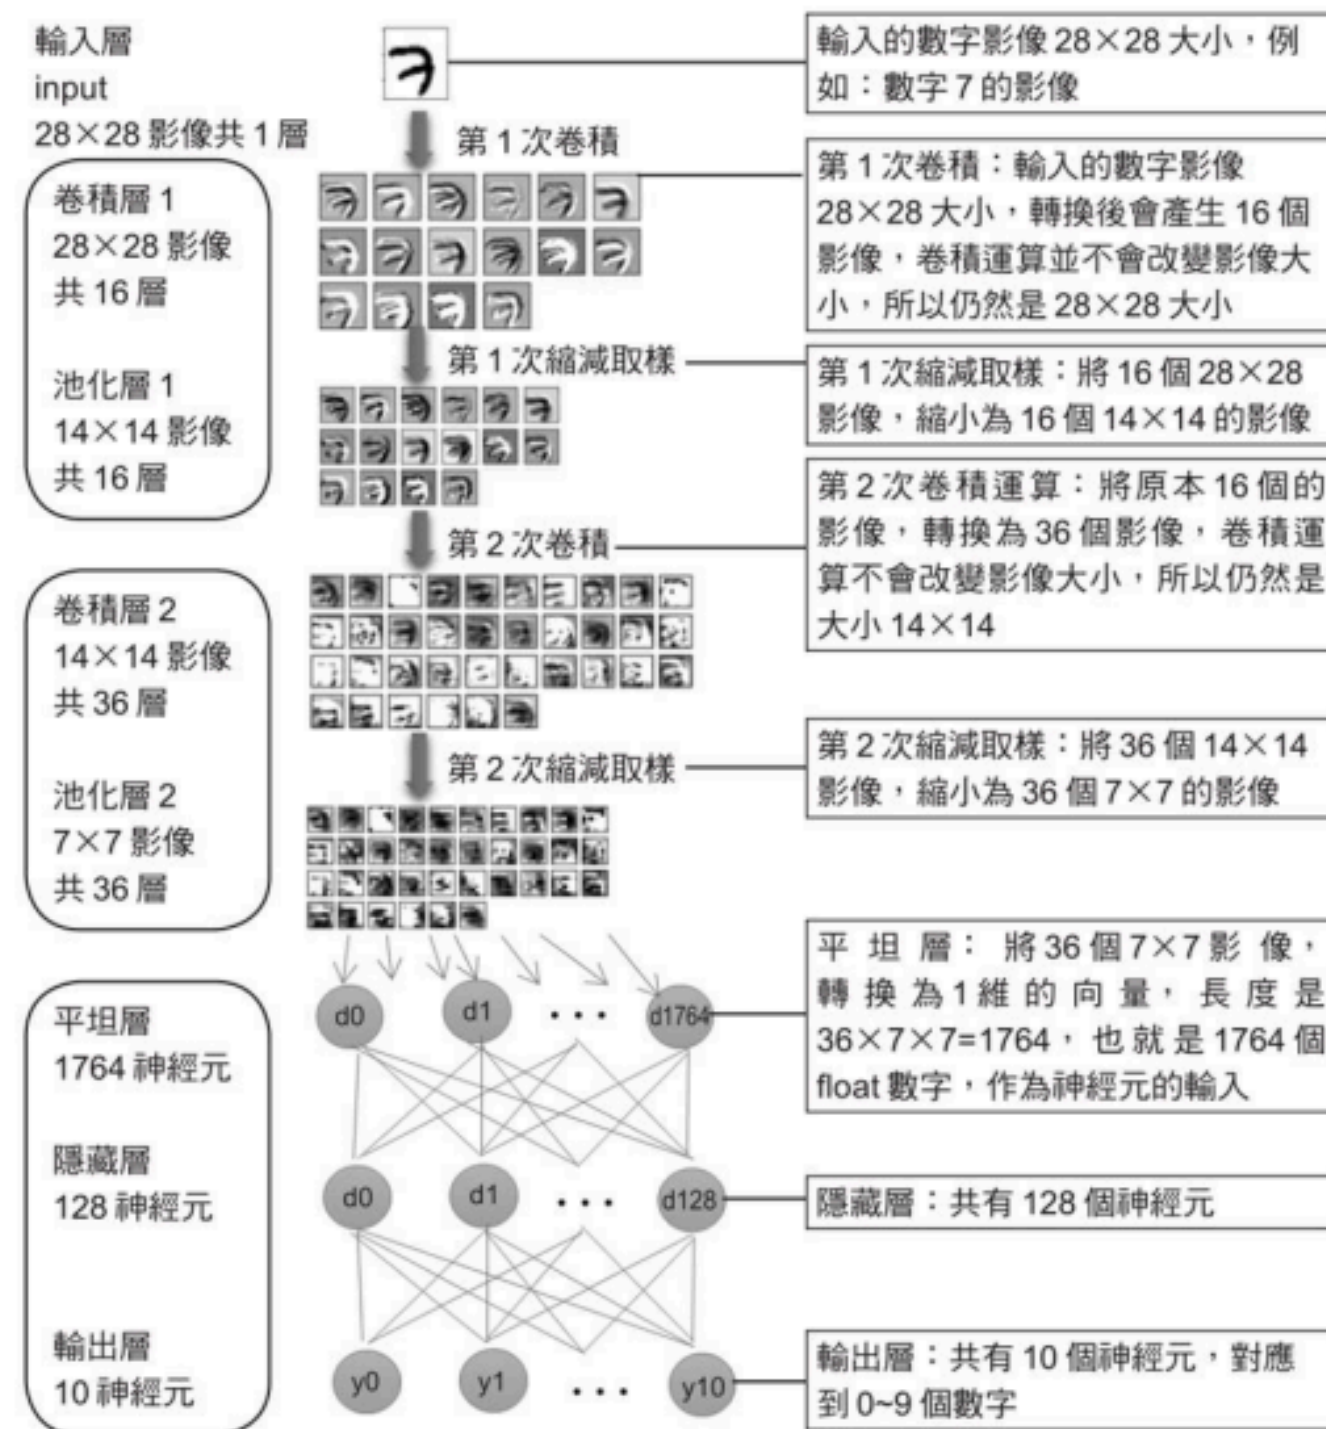 輸入層
input
28×28 影像共 1 層
卷積層 1
28×28 影像
共 16 層
池化層 1
14×14 影像
共 16 層
卷積層 2
14×14 影像
共 36 層
池化層 2
7×7 影像
共 36 層
平坦層
1764 神經元
隱藏層
128 神經元
輸出層
10 神經元
第 1 次卷積
第 1 次縮減取樣
第 2 次卷積
第 2 次縮減取樣
d0 d1 ··· d1764
d0 d1 ··· d128
y0 y1 ··· y10
輸入的數字影像 28×28 大小，例
如：數字 7 的影像
第 1 次卷積：輸入的數字影像
28×28 大小，轉換後會產生 16 個
影像，卷積運算並不會改變影像大
小，所以仍然是 28×28 大小
第 1 次縮減取樣：將 16 個 28×28
影像，縮小為 16 個 14×14 的影像
第 2 次卷積運算：將原本 16 個的
影像，轉換為 36 個影像，卷積運
算不會改變影像大小，所以仍然是
大小 14×14
第 2 次縮減取樣：將 36 個 14×14
影像，縮小為 36 個 7×7 的影像
平坦層：將 36 個 7×7 影像，
轉換為 1 維的向量，長度是
36×7×7=1764，也就是 1764 個
float 數字，作為神經元的輸入
隱藏層：共有 128 個神經元
輸出層：共有 10 個神經元，對應
到 0~9 個數字